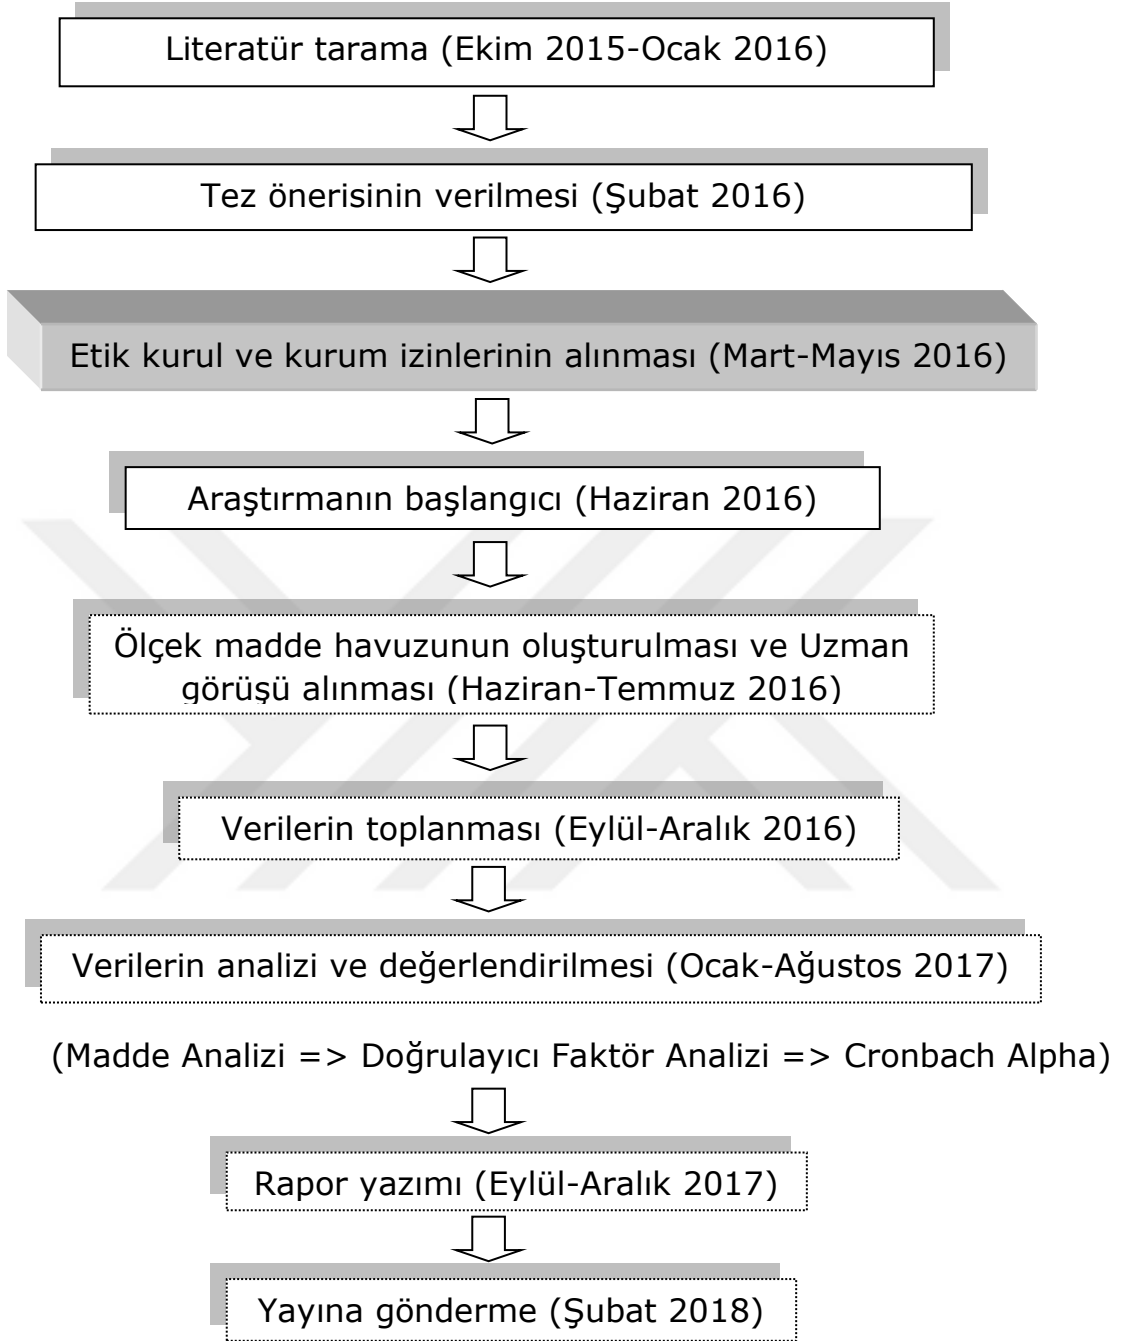 Literatür tarama (Ekim 2015-Ocak 2016)
Tez önerisinin verilmesi (Şubat 2016)
Etik kurul ve kurum izinlerinin alınması (Mart-Mayıs 2016)
Araştırmanın başlangıcı (Haziran 2016)
Ölçek madde havuzunun oluşturulması ve Uzman
görüşü alınması (Haziran-Temmuz 2016)
Verilerin toplanması (Eylül-Aralık 2016)
Verilerin analizi ve değerlendirilmesi (Ocak-Ağustos 2017)
(Madde Analizi => Doğrulayıcı Faktör Analizi => Cronbach Alpha)
Rapor yazımı (Eylül-Aralık 2017)
Yayına gönderme (Şubat 2018)